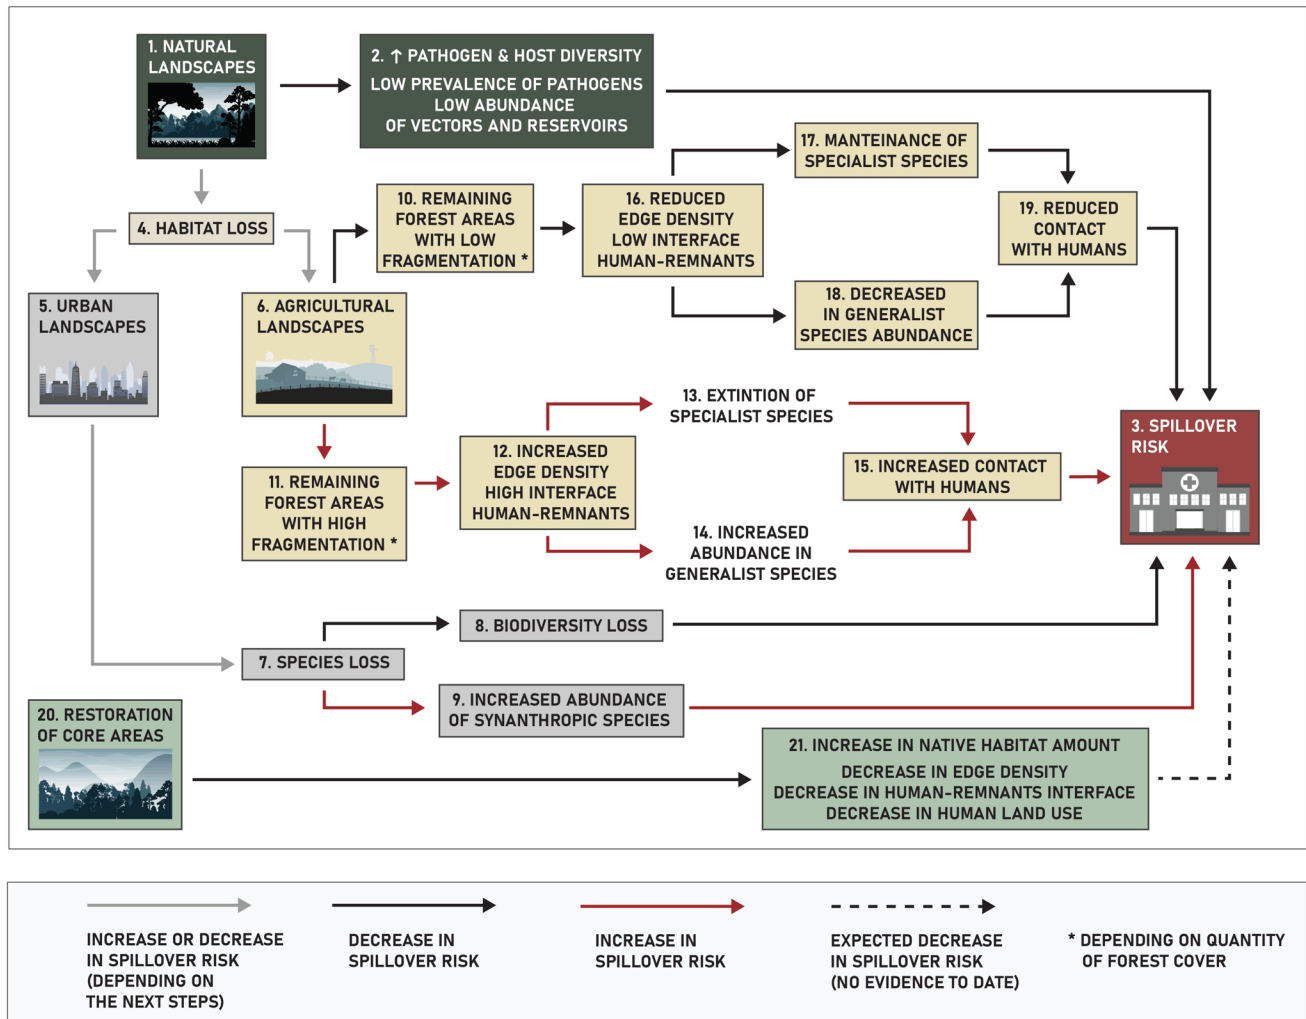 1. NATURAL
LANDSCAPES
2. ↑ PATHOGEN & HOST DIVERSITY
LOW PREVALENCE OF PATHOGENS
LOW ABUNDANCE
OF VECTORS AND RESERVOIRS
3. SPILLOVER
RISK
4. HABITAT LOSS
5. URBAN
LANDSCAPES
6. AGRICULTURAL
LANDSCAPES
7. SPECIES LOSS
8. BIODIVERSITY LOSS
9. INCREASED ABUNDANCE
OF SYNANTHROPIC SPECIES
10. REMAINING
FOREST AREAS
WITH LOW
FRAGMENTATION *
11. REMAINING
FOREST AREAS
WITH HIGH
FRAGMENTATION *
12. INCREASED
EDGE DENSITY
HIGH INTERFACE
HUMAN-REMNANTS
13. EXTINTION OF
SPECIALIST SPECIES
14. INCREASED
ABUNDANCE IN
GENERALIST SPECIES
15. INCREASED CONTACT
WITH HUMANS
16. REDUCED
EDGE DENSITY
LOW INTERFACE
HUMAN-REMNANTS
17. MANTEINANCE OF
SPECIALIST SPECIES
18. DECREASED
IN GENERALIST
SPECIES ABUNDANCE
19. REDUCED
CONTACT
WITH HUMANS
20. RESTORATION
OF CORE AREAS
21. INCREASE IN NATIVE HABITAT AMOUNT
DECREASE IN EDGE DENSITY
DECREASE IN HUMAN-REMNANTS INTERFACE
DECREASE IN HUMAN LAND USE
INCREASE OR DECREASE
IN SPILLOVER RISK
(DEPENDING ON
THE NEXT STEPS)
DECREASE IN
SPILLOVER RISK
INCREASE IN
SPILLOVER RISK
EXPECTED DECREASE
IN SPILLOVER RISK
(NO EVIDENCE TO DATE)
* DEPENDING ON QUANTITY
OF FOREST COVER